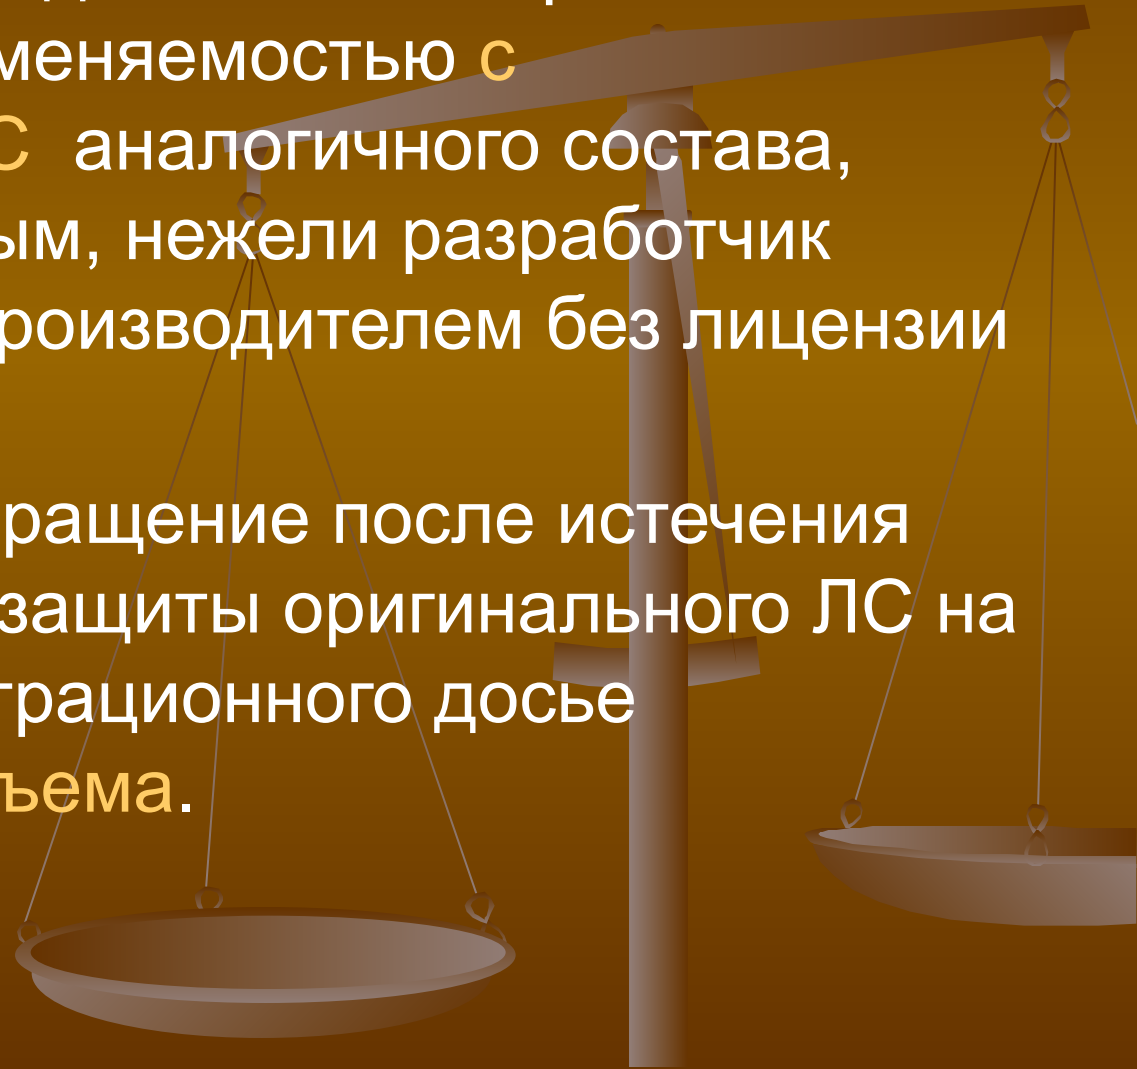 меняемостью с
С аналогичного состава,
ым, нежели разработчик
роизводителем без лицензии
ращение после истечения
защиты оригинального ЛС на
трационного досье
ъема.